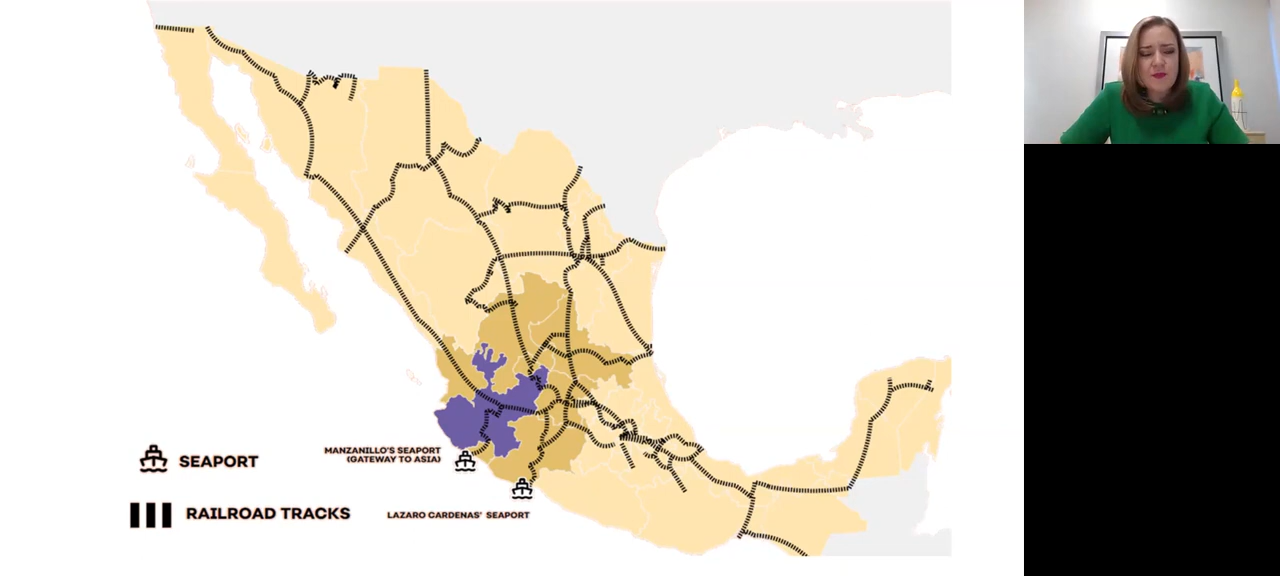 MANZANILLO'S SEAPORT
(GATEWAY TO ASIA)
SEAPORT
RAILROAD TRACKS
LAZARO CARDENAS' SEAPORT